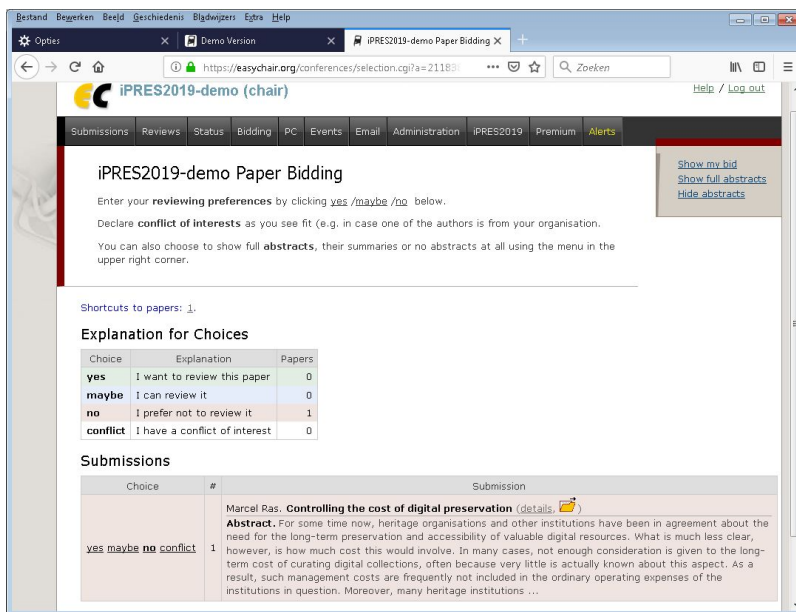 Bestand Bewerken Beeld Geschiedenis Bladwijzers Extra Help
Opties
Demo Version
iPRES2019-demo Paper Bidding
https://easychair.org/conferences/selection.cgi?a=21183
Zoeken
iPRES2019-demo (chair)
Help / Log out
Submissions Reviews Status Bidding PC Events Email Administration iPRES2019 Premium Alerts
iPRES2019-demo Paper Bidding
Show my bid
Show full abstracts
Hide abstracts
Enter your reviewing preferences by clicking yes /maybe /no below.
Declare conflict of interests as you see fit (e.g. in case one of the authors is from your organisation.
You can also choose to show full abstracts, their summaries or no abstracts at all using the menu in the
upper right corner.
Shortcuts to papers: 1.
Explanation for Choices
Choice Explanation Papers
yes I want to review this paper 0
maybe I can review it 0
no I prefer not to review it 1
conflict I have a conflict of interest 0
Submissions
Choice # Submission
yes maybe no conflict 1
Marcel Ras. Controlling the cost of digital preservation (details, )
Abstract. For some time now, heritage organisations and other institutions have been in agreement about the
need for the long-term preservation and accessibility of valuable digital resources. What is much less clear,
however, is how much cost this would involve. In many cases, not enough consideration is given to the long-
term cost of curating digital collections, often because very little is actually known about this aspect. As a
result, such management costs are frequently not included in the ordinary operating expenses of the
institutions in question. Moreover, many heritage institutions ...